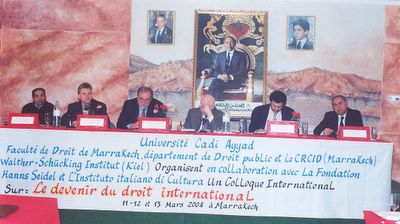 Université Cadi Ayyad
Faculté de Droit de Marrakech, département de Droit public et Le CRCID (Marrakech)
Walther-Schücking Institut (Kiel) Organisent en collaboration avec La Fondation
Hanns Seidel et L'Instituto italiano di Cultura Un Colloque International
Sur: Le devenir du droit international
11-12 et 13 Mars 2004 à Marrakech